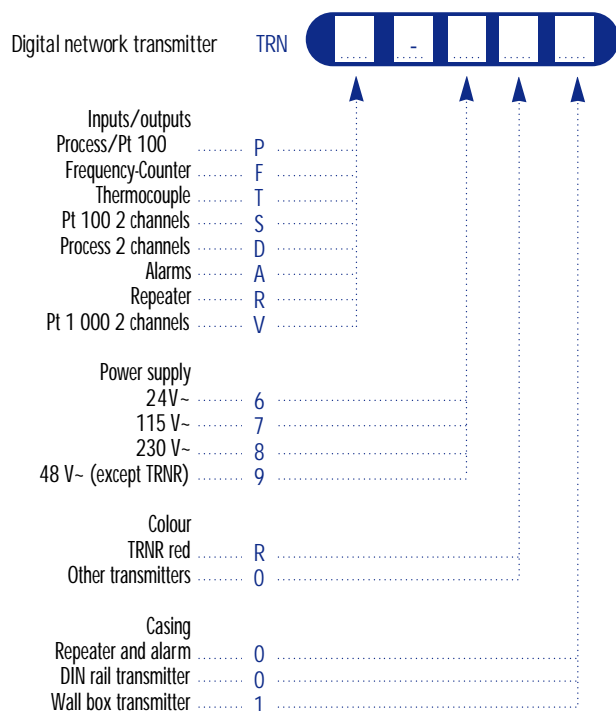 Digital network transmitter TRN -
Inputs/outputs
Process/Pt 100 ........ P
Frequency-Counter ........ F
Thermocouple ........ T
Pt 100 2 channels ........ S
Process 2 channels ........ D
Alarms ........ A
Repeater ........ R
Pt 1 000 2 channels ........ V
Power supply
24V~ ........ 6
115 V~ ........ 7
230 V~ ........ 8
48 V~ (except TRNR) ........ 9
Colour
TRNR red ........ R
Other transmitters ........ 0
Casing
Repeater and alarm ........ 0
DIN rail transmitter ........ 0
Wall box transmitter ........ 1